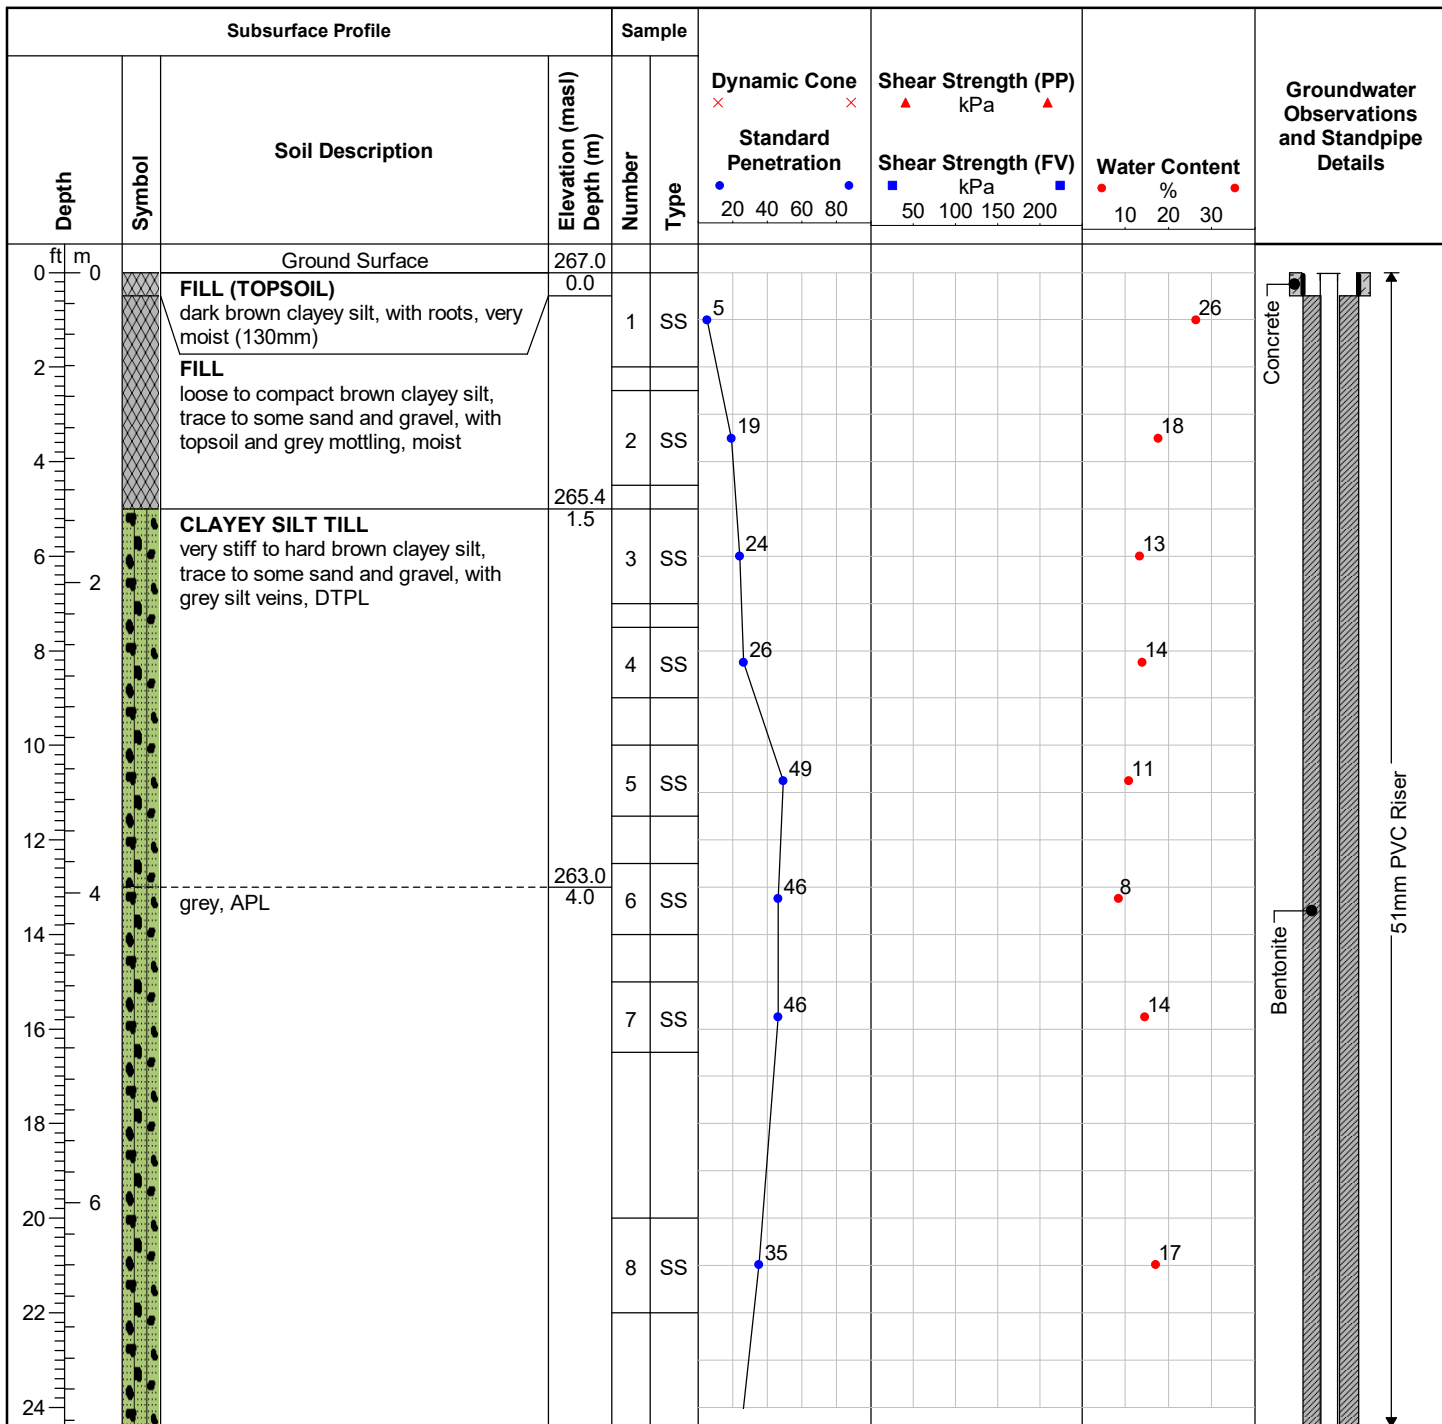 Subsurface Profile
Sample
Depth
Symbol
Soil Description
Elevation (masl)
Depth (m)
Number
Type
Dynamic Cone
Standard
Penetration
20 40 60 80
Shear Strength (PP)
kPa
Shear Strength (FV)
kPa
50 100 150 200
Water Content
%
10 20 30
Groundwater
Observations
and Standpipe
Details
ft m
Ground Surface
267.0
0 0
0.0
FILL (TOPSOIL)
dark brown clayey silt, with roots, very
moist (130mm)
1 SS
5
26
Concrete
2
FILL
loose to compact brown clayey silt,
trace to some sand and gravel, with
topsoil and grey mottling, moist
2 SS
19
18
4
265.4
1.5
CLAYEY SILT TILL
very stiff to hard brown clayey silt,
trace to some sand and gravel, with
grey silt veins, DTPL
6
2
3 SS
24
13
8
4 SS
26
14
10
5 SS
49
11
51mm PVC Riser
12
263.0
4
4.0
grey, APL
6 SS
46
8
14
Bentonite
7 SS
46
14
16
18
6
20
8 SS
35
17
22
24